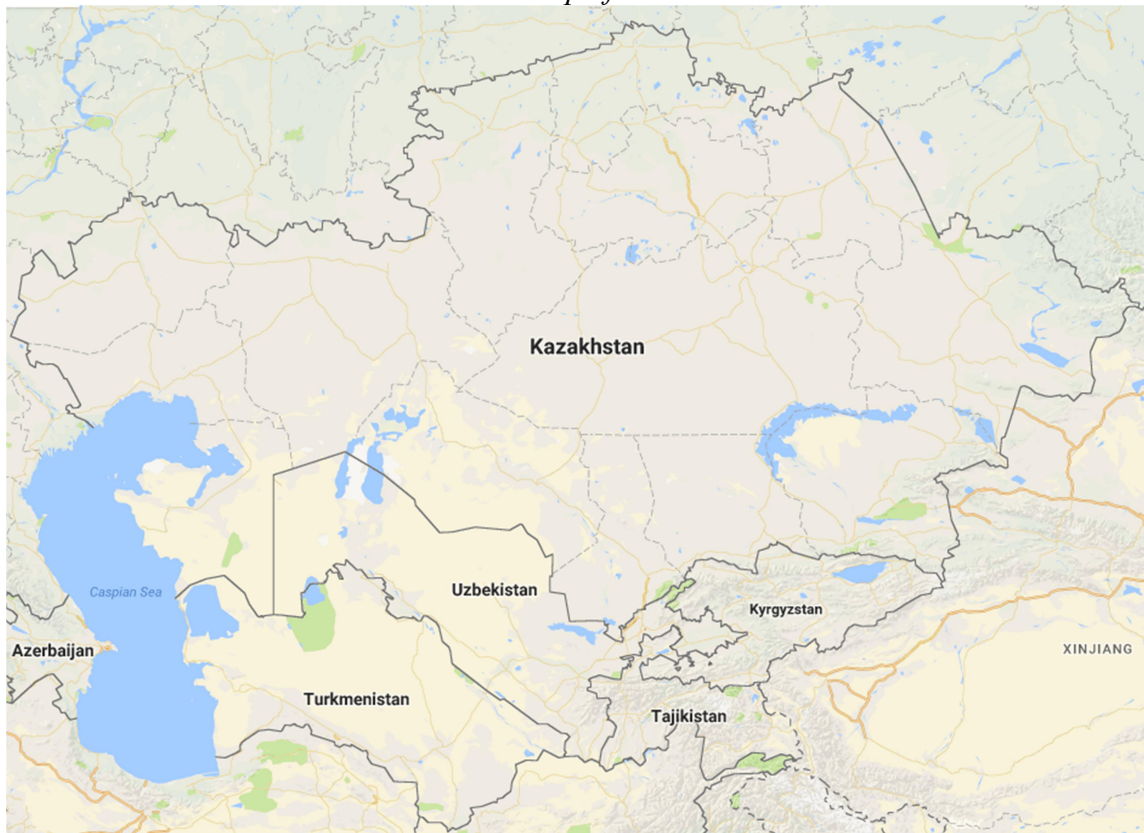 Kazakhstan
Caspian Sea
Uzbekistan
Kyrgyzstan
Azerbaijan
XINJIANG
Turkmenistan
Tajikistan